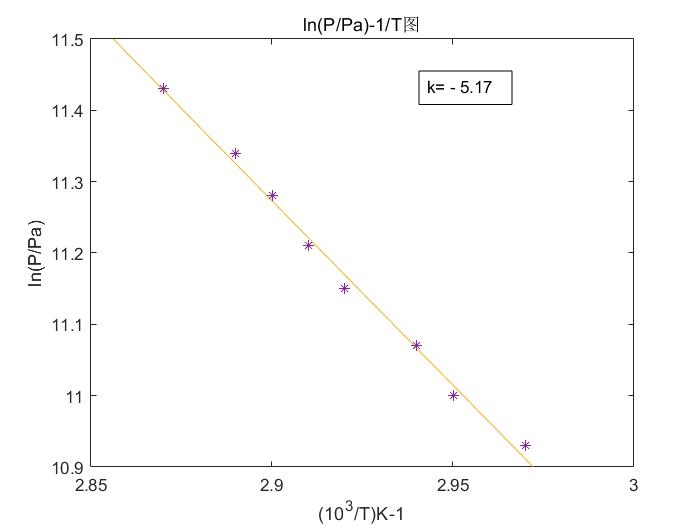 ln(P/Pa)-1/T图
11.5
11.4
11.3
11.2
11.1
11
10.9
ln(P/Pa)
k= - 5.17
2.85
2.9
2.95
3
(10³/T)K-1